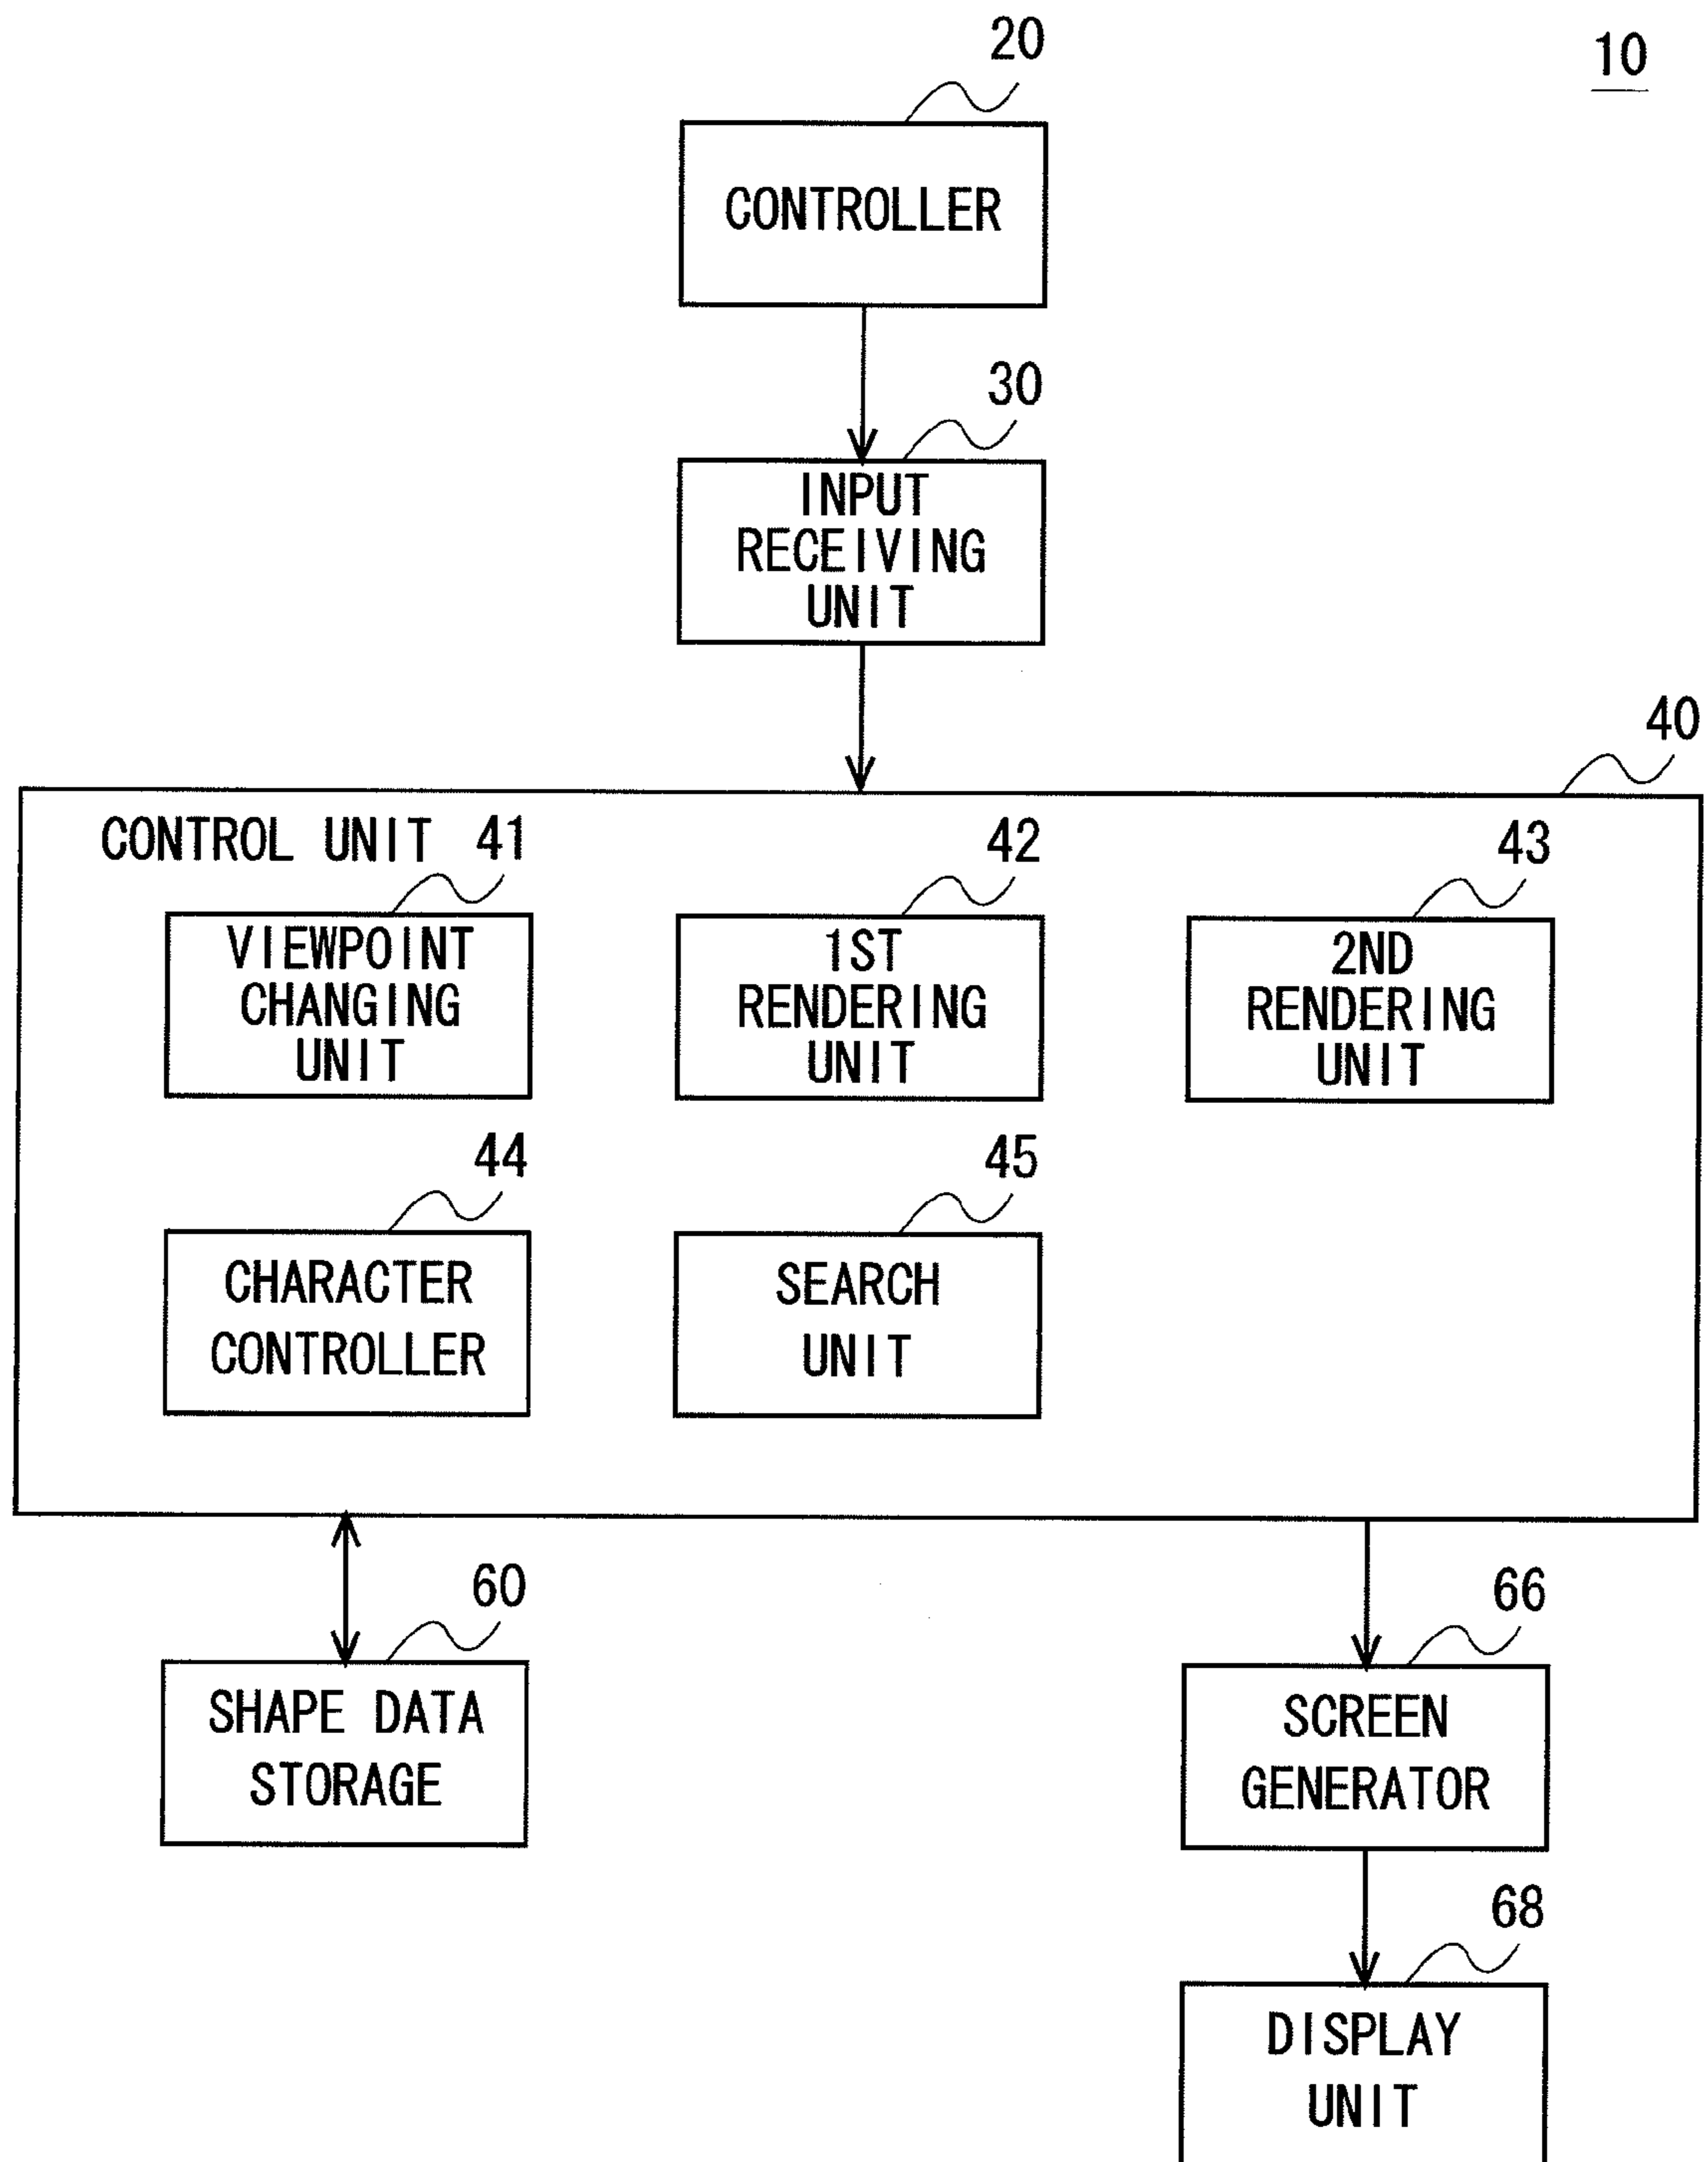 20
10
CONTROLLER
30
INPUT
RECEIVING
UNIT
40
CONTROL UNIT
41
42
43
VIEWPOINT
CHANGING
UNIT
1ST
RENDERING
UNIT
2ND
RENDERING
UNIT
44
45
CHARACTER
CONTROLLER
SEARCH
UNIT
60
66
SHAPE DATA
STORAGE
SCREEN
GENERATOR
68
DISPLAY
UNIT